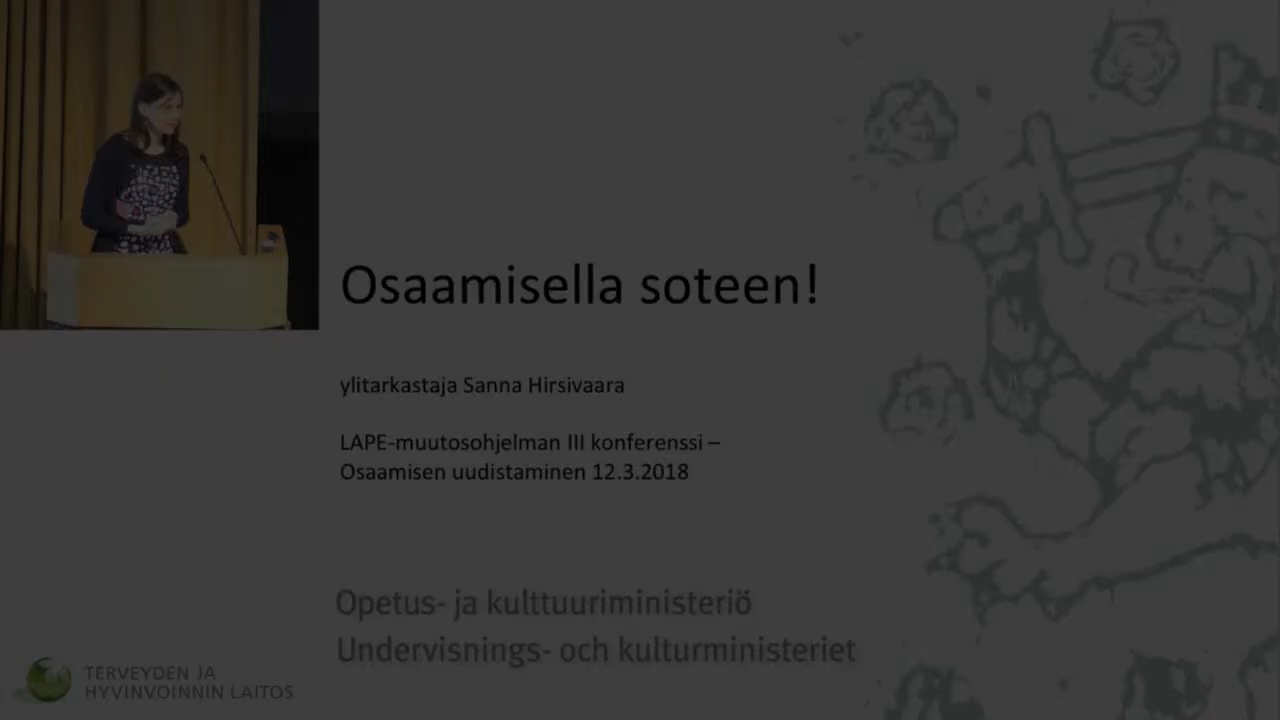 Osaamisella soteen!
ylitarkastaja Sanna Hirsivaara
LAPE-muutosohjelman III konferenssi –
Osaamisen uudistaminen 12.3.2018
Opetus- ja kulttuuriministeriö
Undervisnings- och kulturministeriet
TERVEYDEN JA
HYVINVOINNIN LAITOS